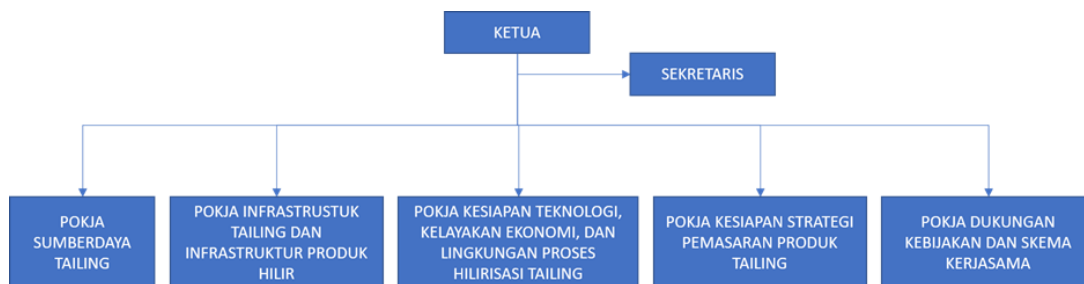 KETUA
SEKRETARIS
POKJA
SUMBERDAYA
TAILING
POKJA INFRASTRUSTUK
TAILING DAN
INFRASTRUKTUR PRODUK
HILIR
POKJA KESIAPAN TEKNOLOGI,
KELAYAKAN EKONOMI, DAN
LINGKUNGAN PROSES
HILIRISASI TAILING
POKJA KESIAPAN STRATEGI
PEMASARAN PRODUK
TAILING
POKJA DUKUNGAN
KEBIJAKAN DAN SKEMA
KERJASAMA